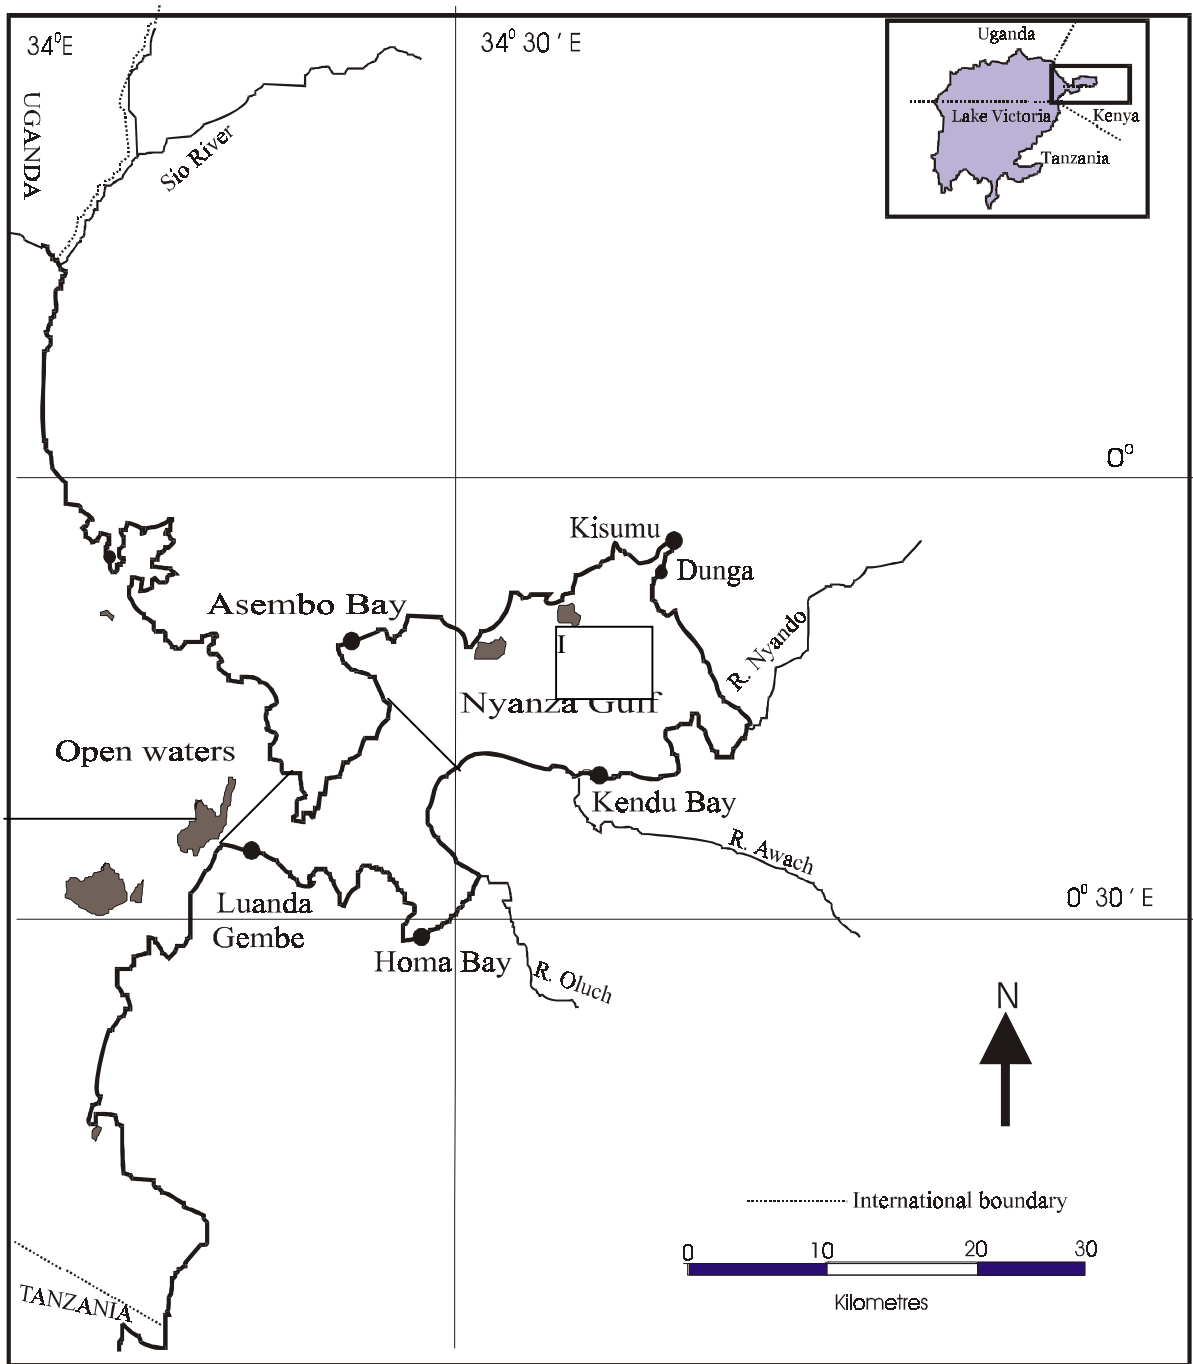 34⁰E
34⁰ 30 ' E
Uganda
Lake Victoria
Kenya
Tanzania
UGANDA
Sio River
0⁰
Kisumu
Dunga
Asembo Bay
I
R. Nyando
Nyanza Gulf
Open waters
Kendu Bay
R. Awach
0⁰ 30 ' E
Luanda
Gembe
Homa Bay
R. Oluch
N
International boundary
0 10 20 30
Kilometres
TANZANIA